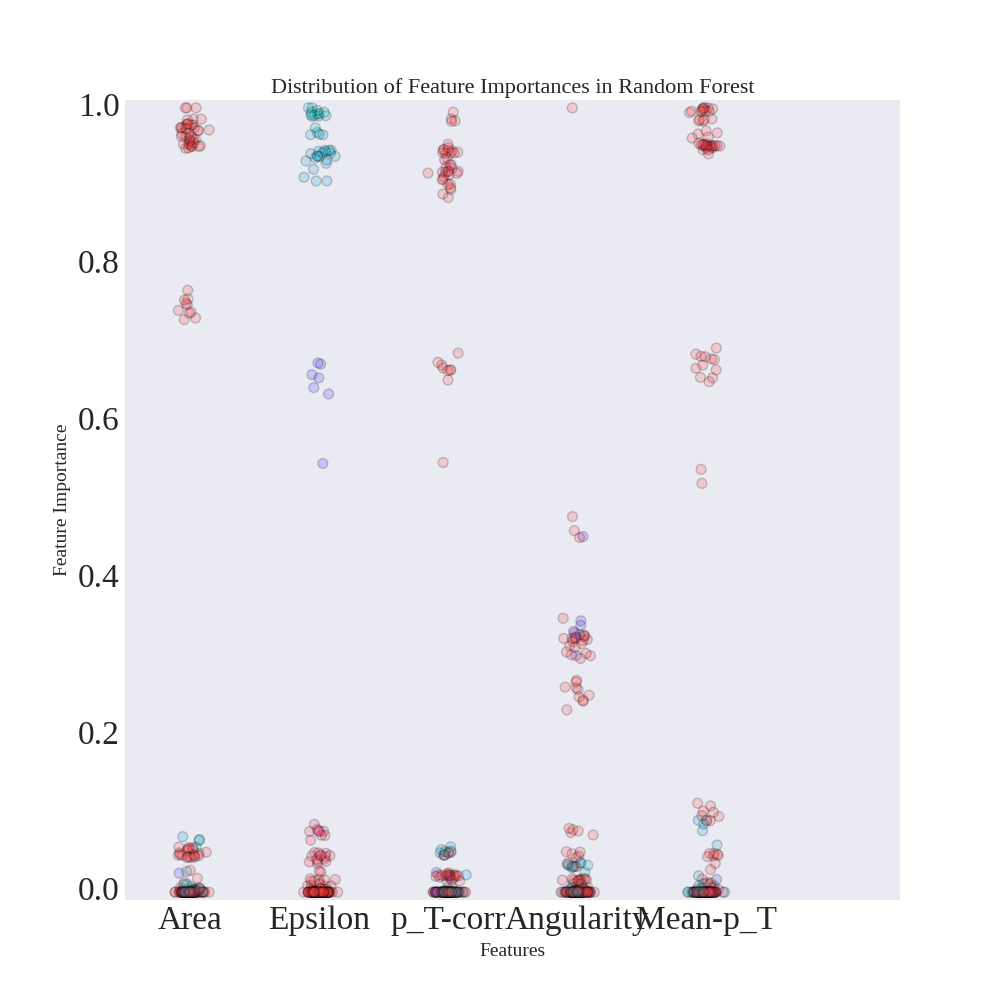 Distribution of Feature Importances in Random Forest
1.0
0.8
0.6
0.4
0.2
0.0
Feature Importance
Area Epsilon p_T-corr Angularity Mean-p_T
Features